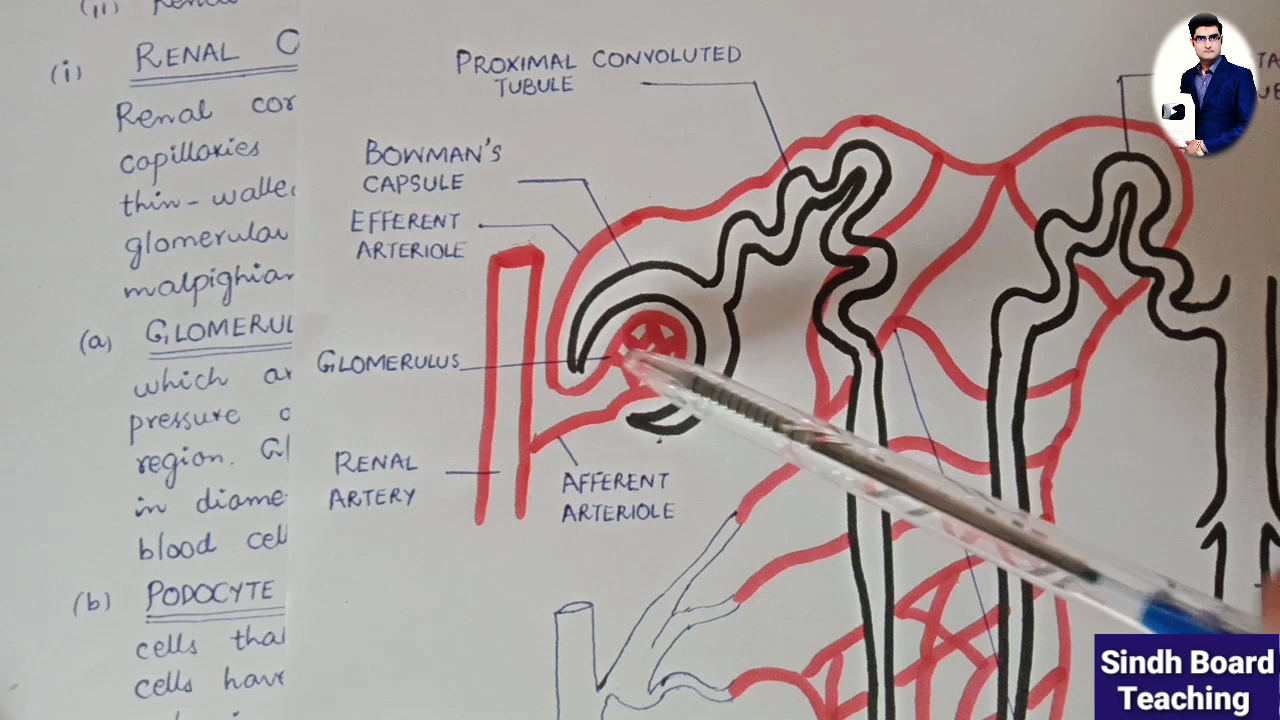 (i) RENAL C
Renal cor
capillaries
thin-walle
glomerular
malpighian
(a) GLOMERUL
which ar
pressure o
region. Gl
in diame
blood cel
(b) PODOCYTE
cells that
cells have
PROXIMAL CONVOLUTED
TUBULE
BOWMAN'S
CAPSULE
EFFERENT
ARTERIOLE
GLOMERULUS
RENAL
ARTERY
AFFERENT
ARTERIOLE
Sindh Board
Teaching